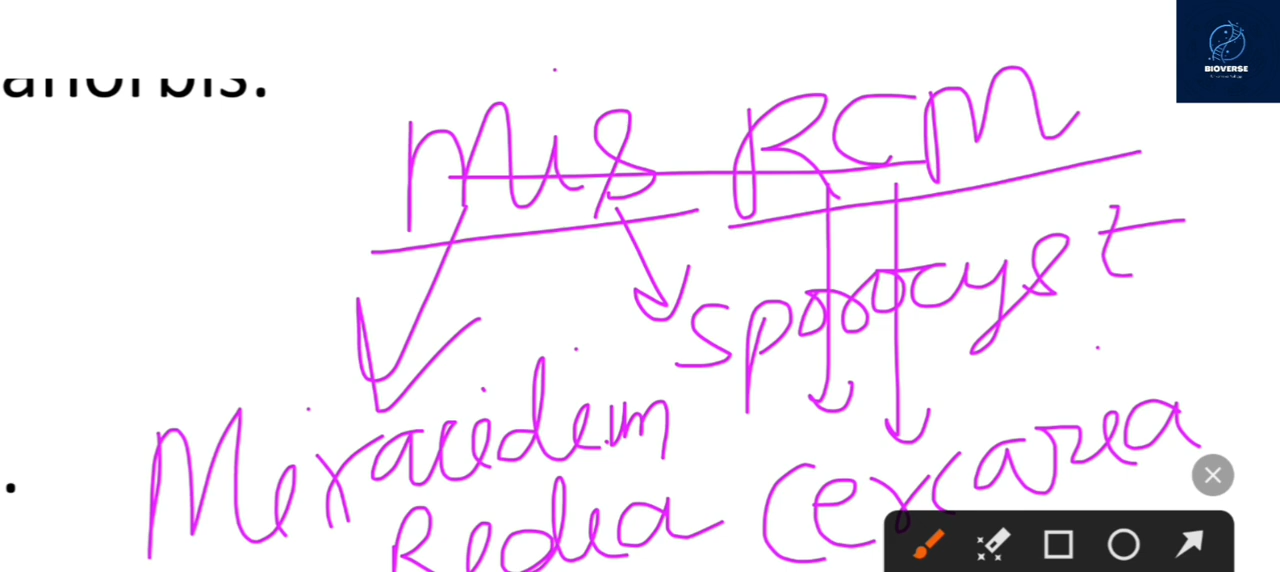 anorbis.
BIOVERSE
MIS RCM
Sporocyst
Miracidium
Redia Cercaria
.